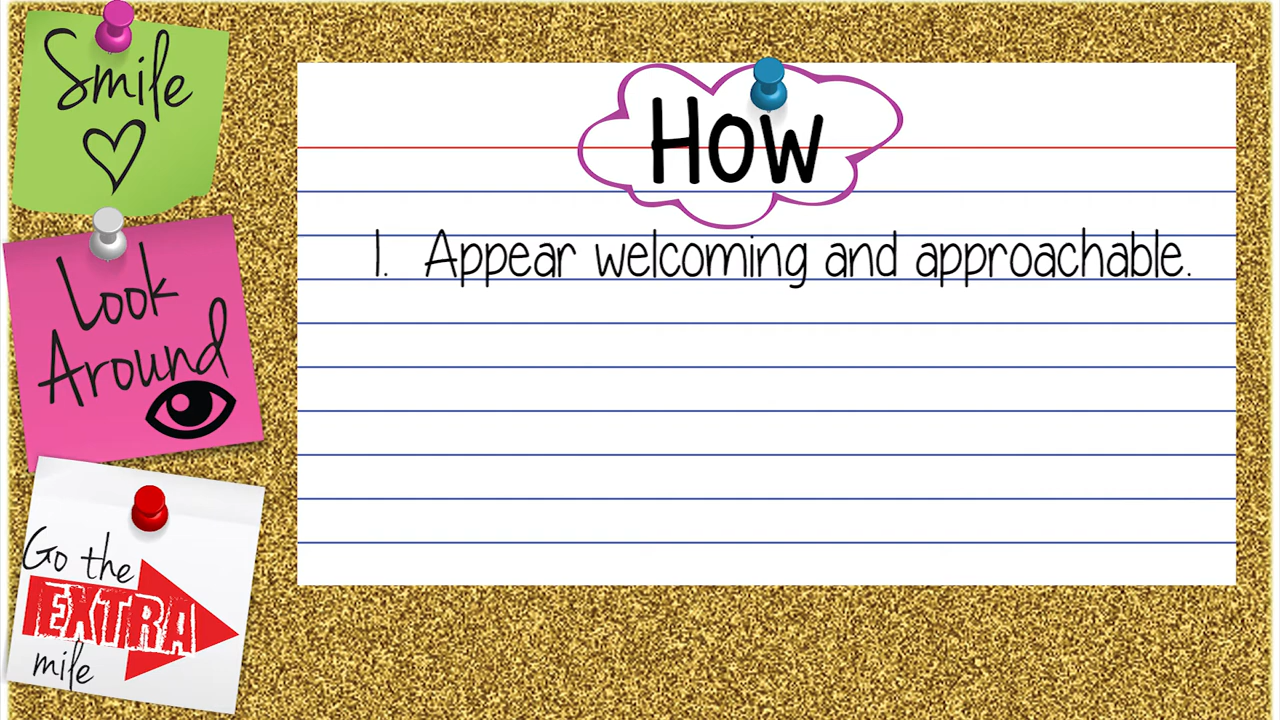 Smile
Look
Around
Go the
EXTRA
mile
How
1. Appear welcoming and approachable.